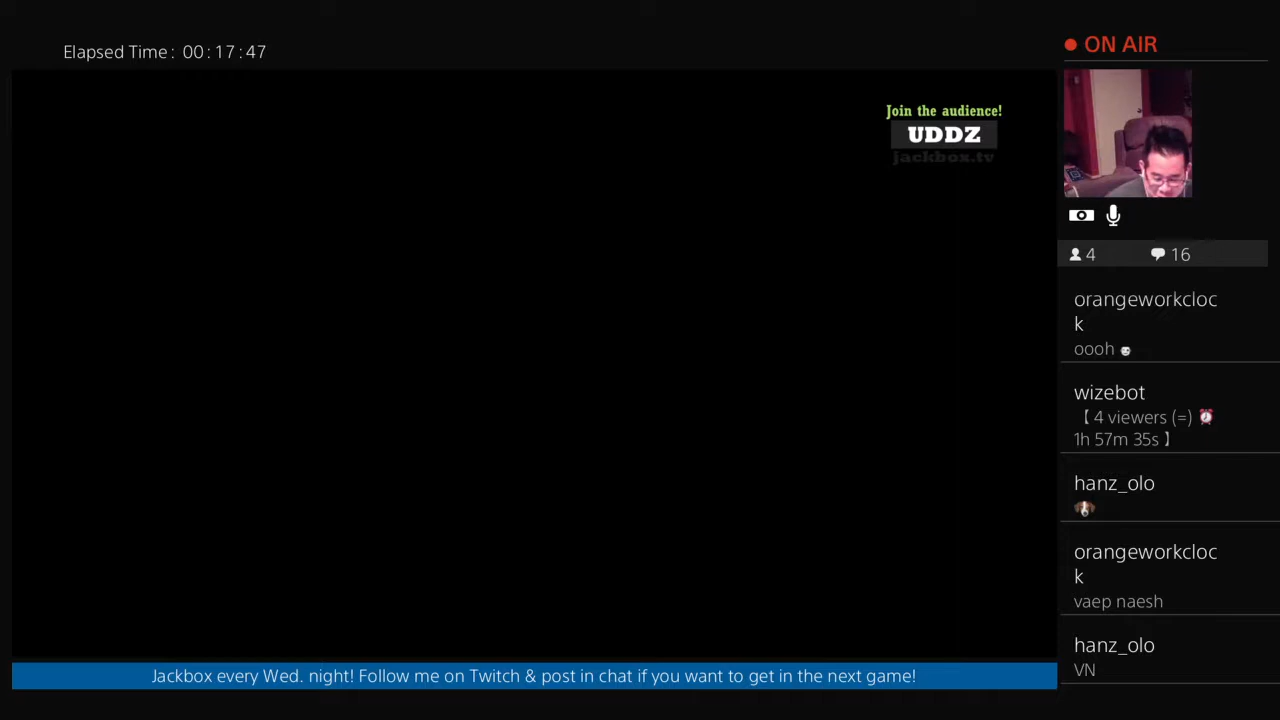 Elapsed Time: 00:17:47
ON AIR
Join the audience!
UDDZ
jackbox.tv
4
16
orangeworkcloc
k
oooh
wizebot
【 4 viewers (=) ⏰
1h 57m 35s 】
hanz_olo
orangeworkcloc
k
vaep naesh
hanz_olo
VN
Jackbox every Wed. night! Follow me on Twitch & post in chat if you want to get in the next game!